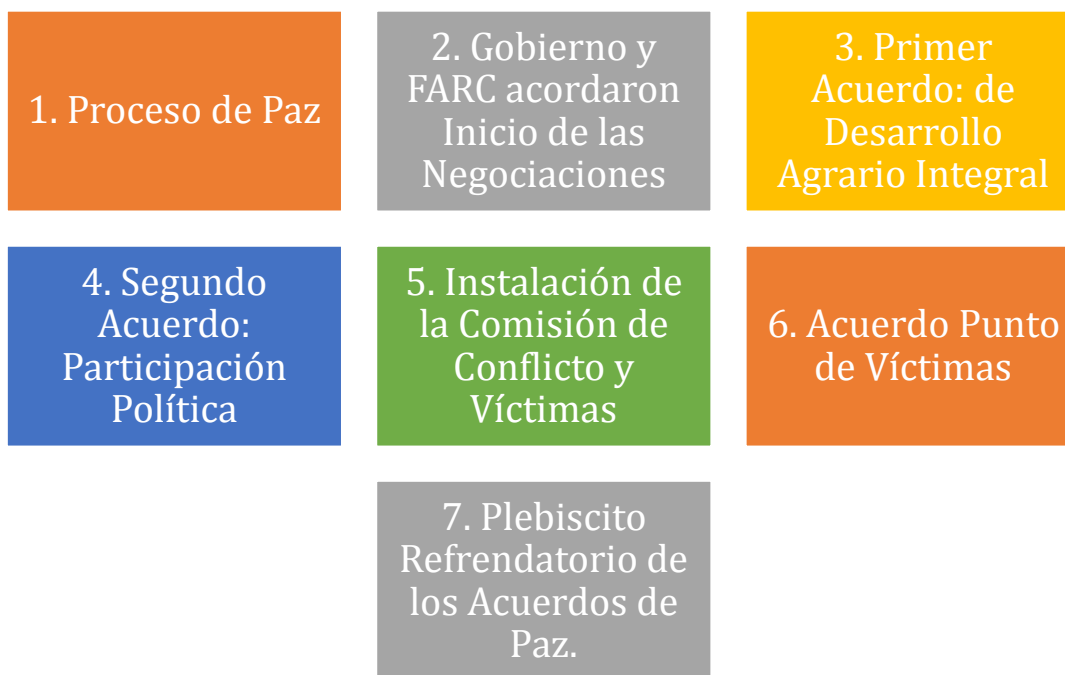 1. Proceso de Paz
2. Gobierno y
FARC acordaron
Inicio de las
Negociaciones
3. Primer
Acuerdo: de
Desarrollo
Agrario Integral
4. Segundo
Acuerdo:
Participación
Política
5. Instalación de
la Comisión de
Conflicto y
Víctimas
6. Acuerdo Punto
de Víctimas
7. Plebiscito
Refrendatorio de
los Acuerdos de
Paz.